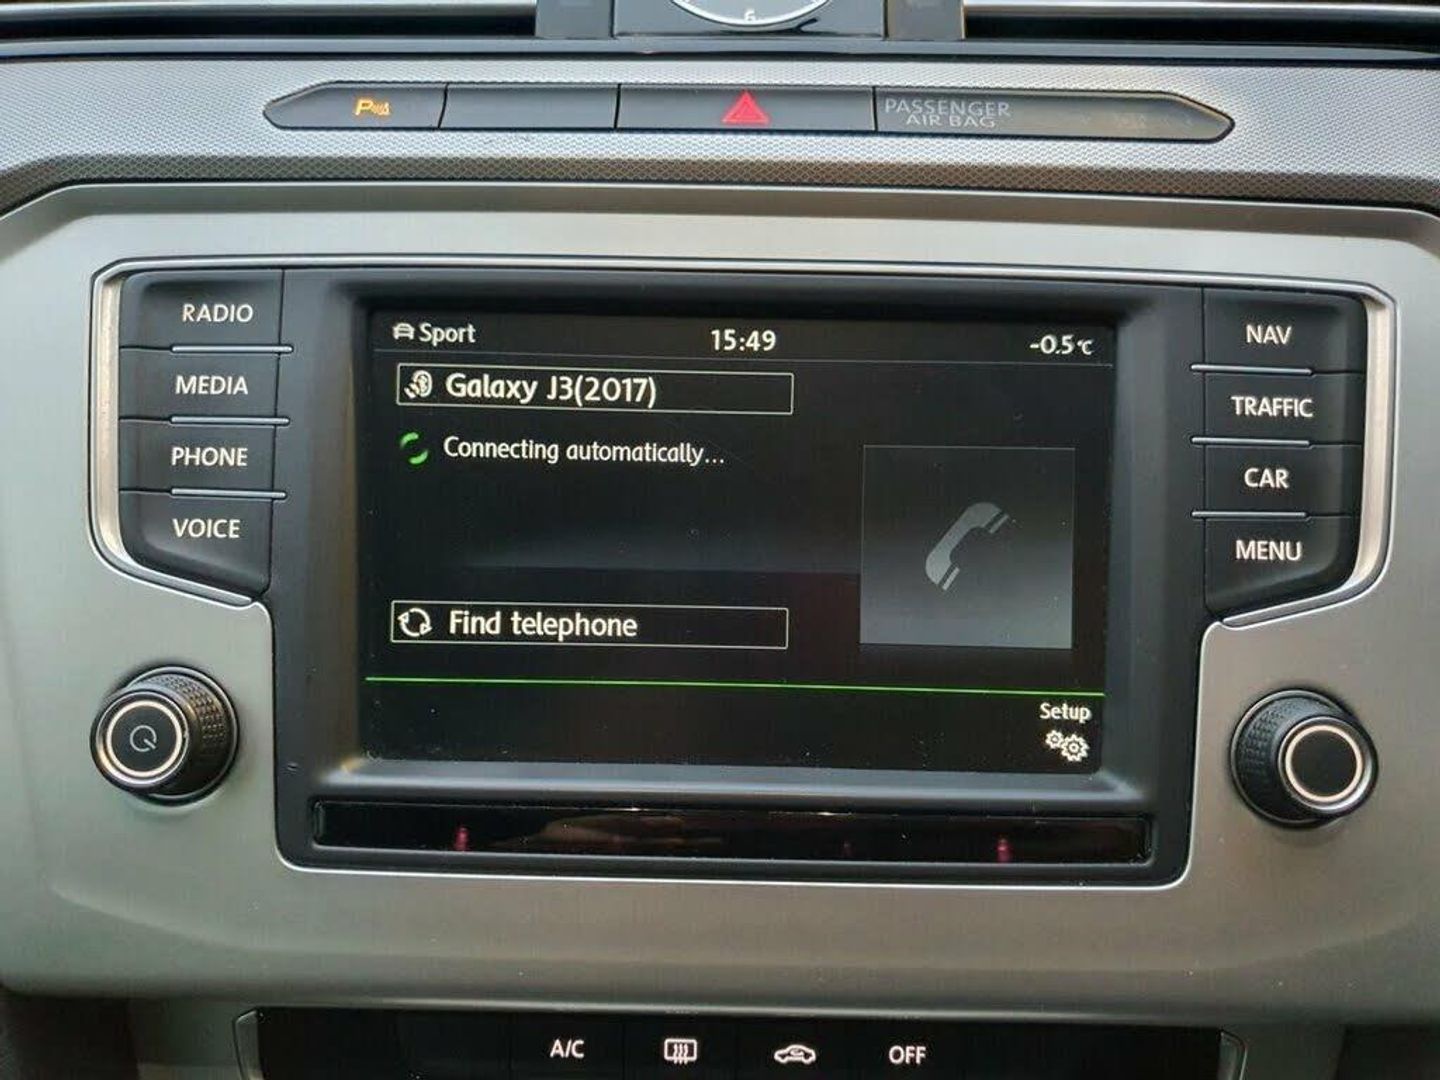 6
P
PASSENGER
AIR BAG
RADIO
MEDIA
PHONE
VOICE
Sport
15:49
-0.5°C
Galaxy J3(2017)
Connecting automatically...
Find telephone
Setup
NAV
TRAFFIC
CAR
MENU
A/C
OFF